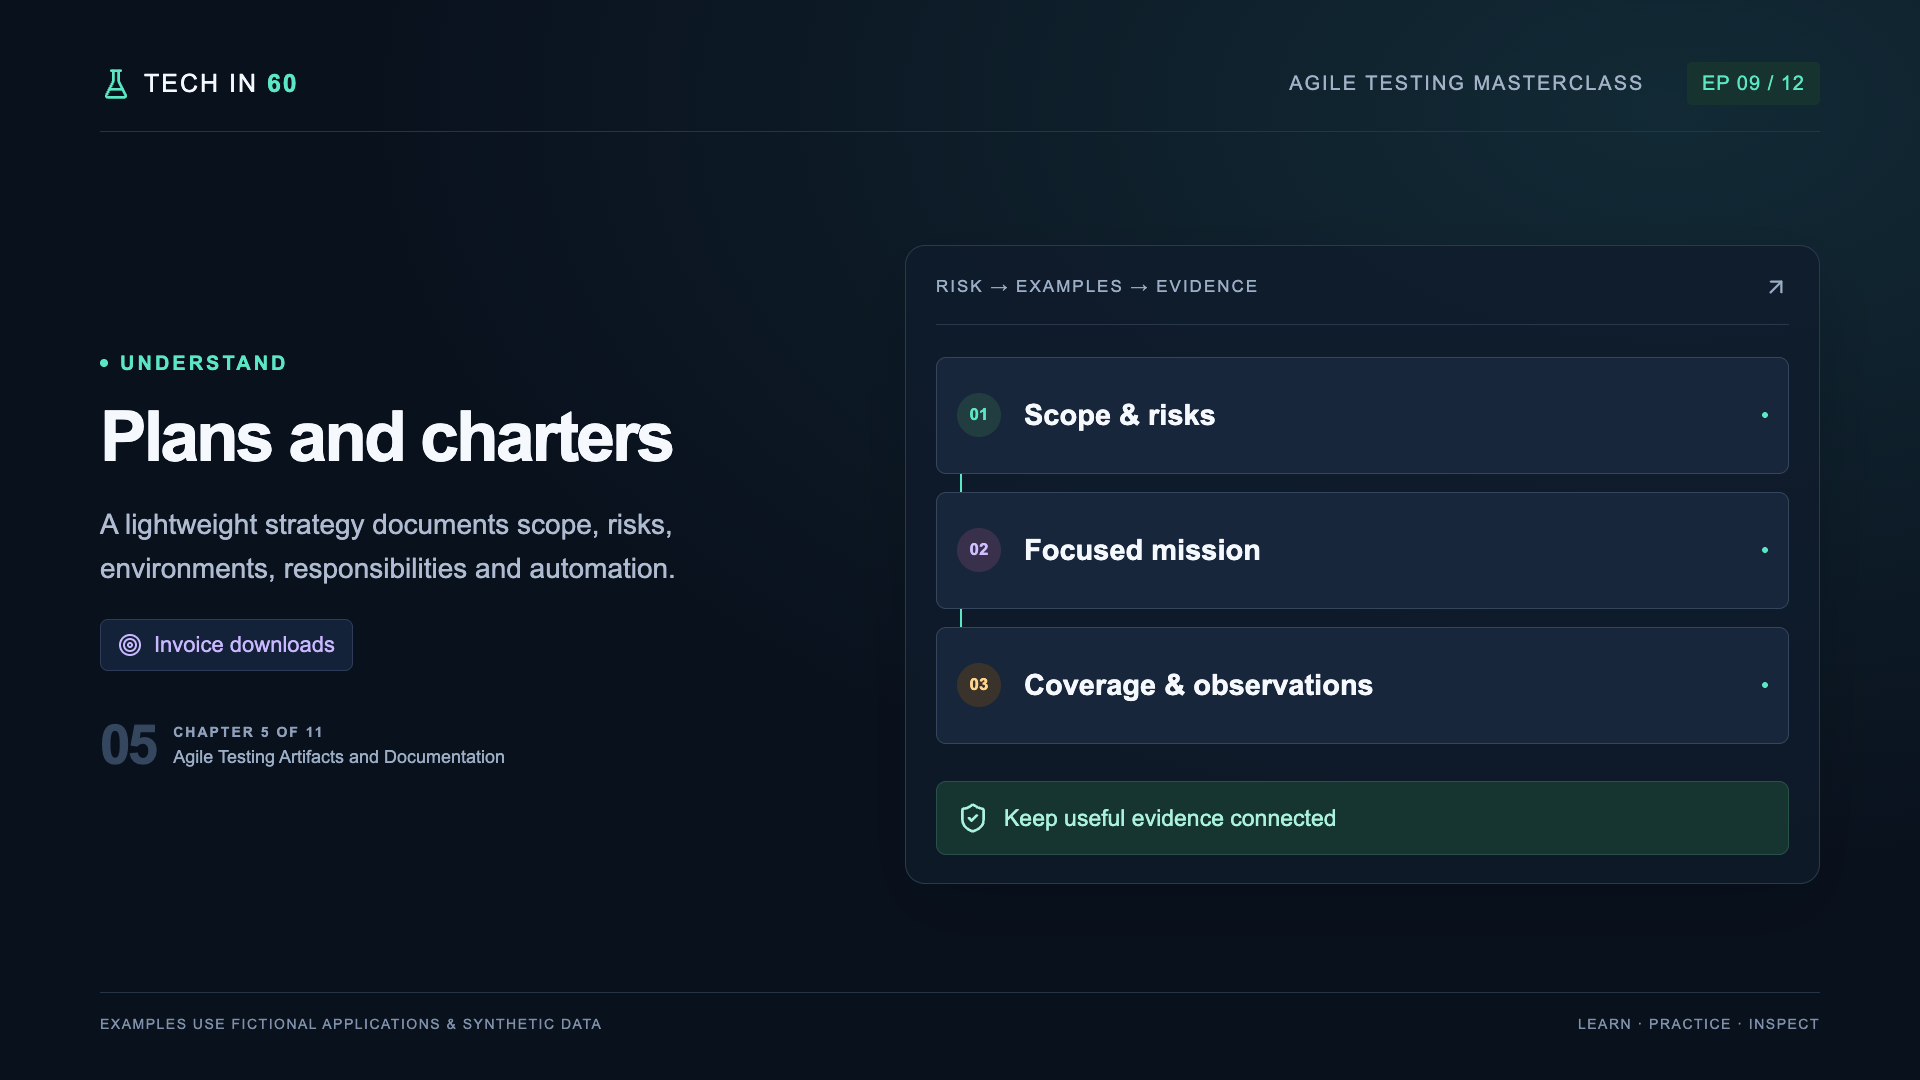 TECH IN 60
AGILE TESTING MASTERCLASS
EP 09 / 12
UNDERSTAND
Plans and charters
A lightweight strategy documents scope, risks,
environments, responsibilities and automation.
Invoice downloads
05
CHAPTER 5 OF 11
Agile Testing Artifacts and Documentation
RISK → EXAMPLES → EVIDENCE
01
Scope & risks
02
Focused mission
03
Coverage & observations
Keep useful evidence connected
EXAMPLES USE FICTIONAL APPLICATIONS & SYNTHETIC DATA
LEARN · PRACTICE · INSPECT